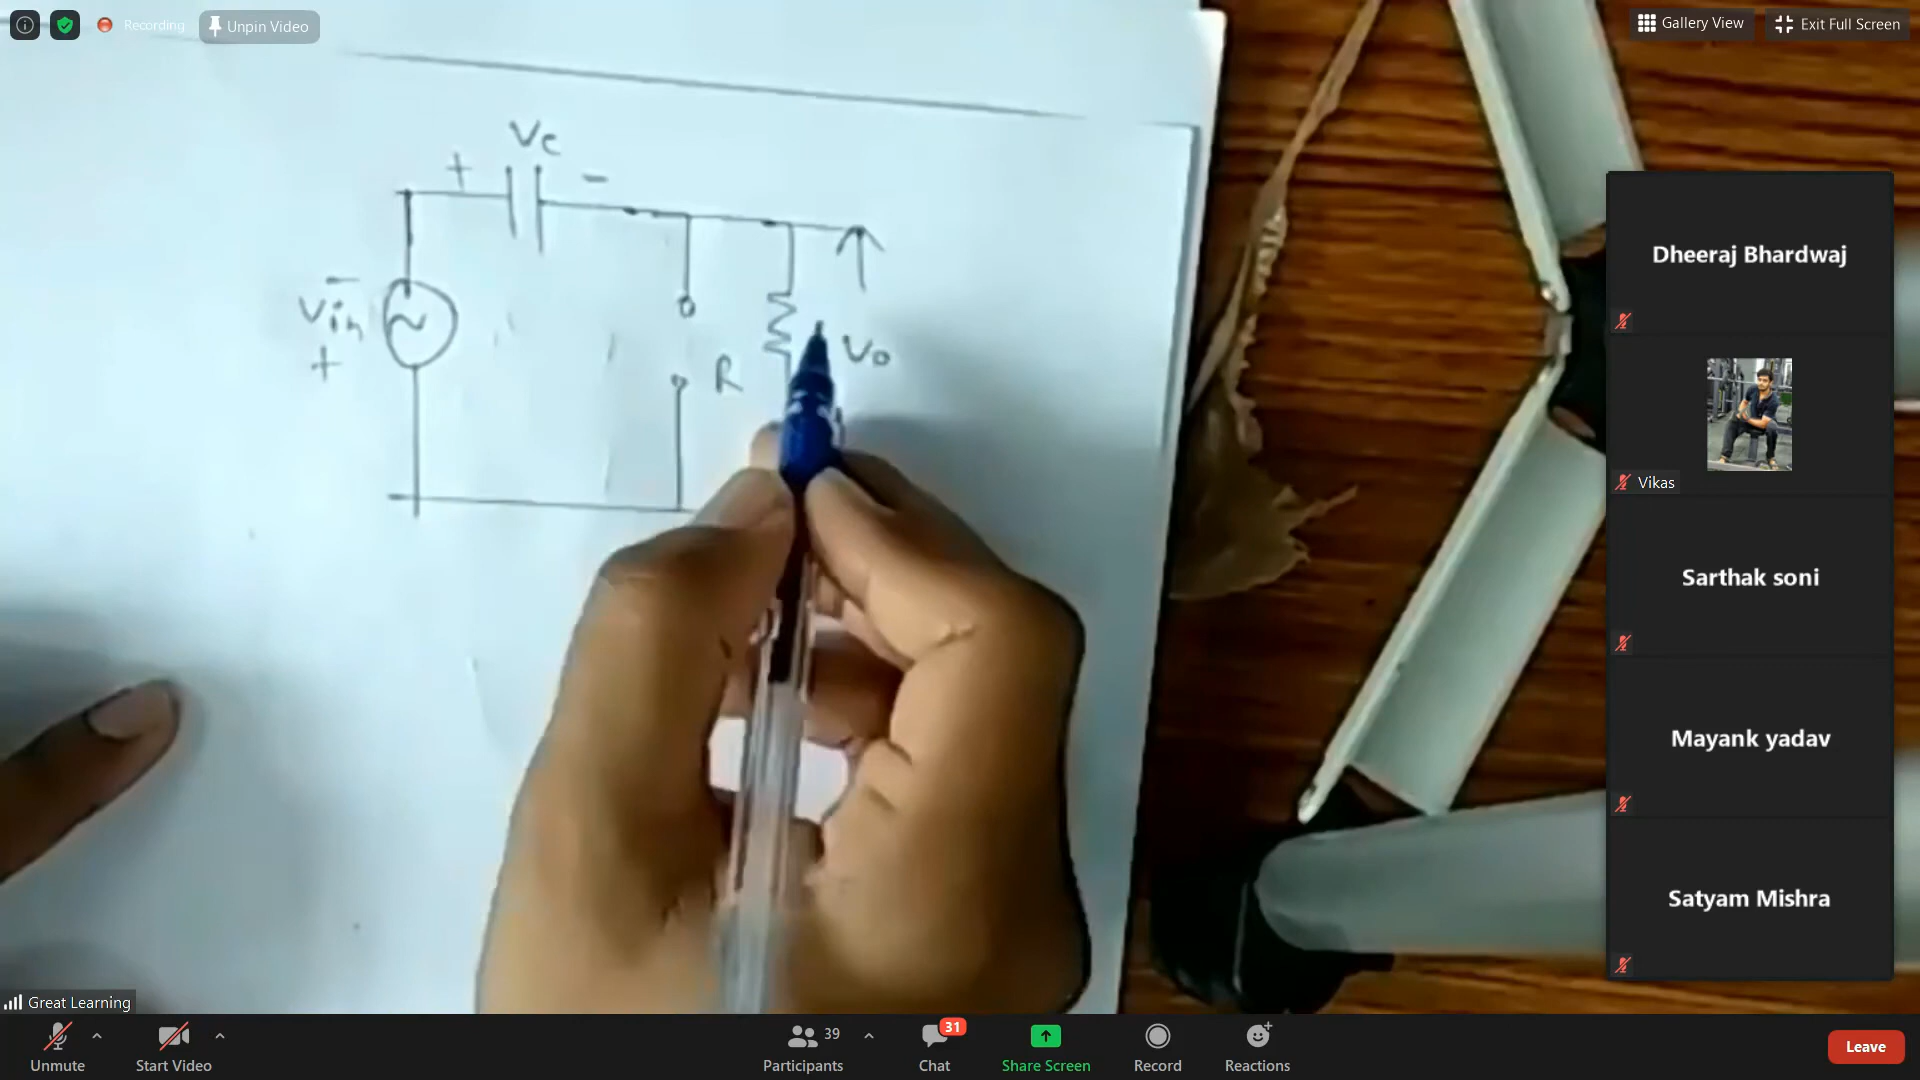 Recording
Unpin Video
Gallery View
Exit Full Screen
Vc
+
-
-
Vin
+
R
Vo
Dheeraj Bhardwaj
Vikas
Sarthak soni
Mayank yadav
Satyam Mishra
Great Learning
Unmute
Start Video
39
Participants
31
Chat
Share Screen
Record
Reactions
Leave